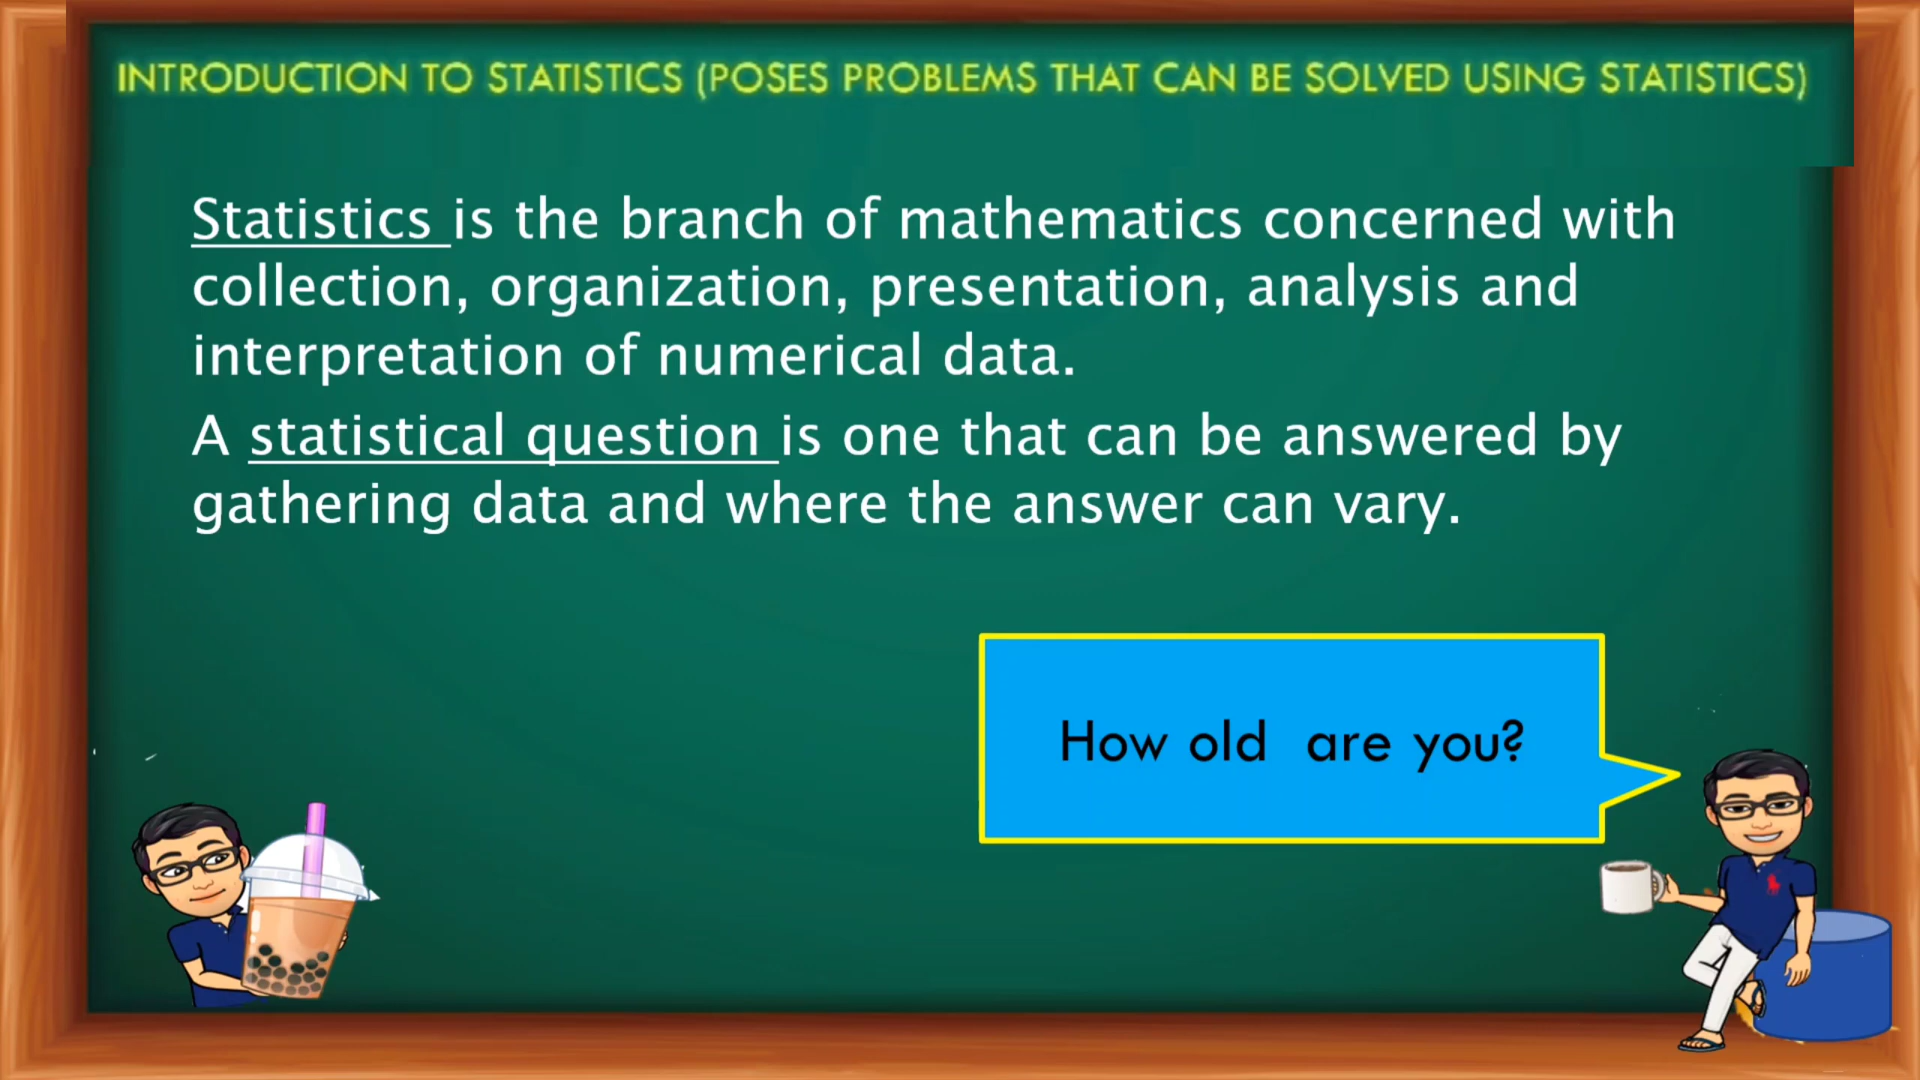 INTRODUCTION TO STATISTICS (POSES PROBLEMS THAT CAN BE SOLVED USING STATISTICS)
Statistics is the branch of mathematics concerned with
collection, organization, presentation, analysis and
interpretation of numerical data.
A statistical question is one that can be answered by
gathering data and where the answer can vary.
How old are you?